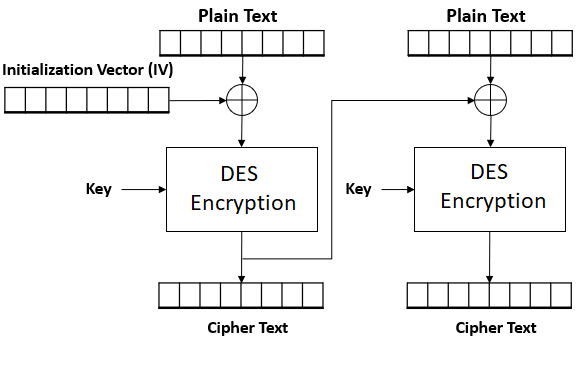 Plain Text
Plain Text
Initialization Vector (IV)
Key
DES
Encryption
Key
DES
Encryption
Cipher Text
Cipher Text